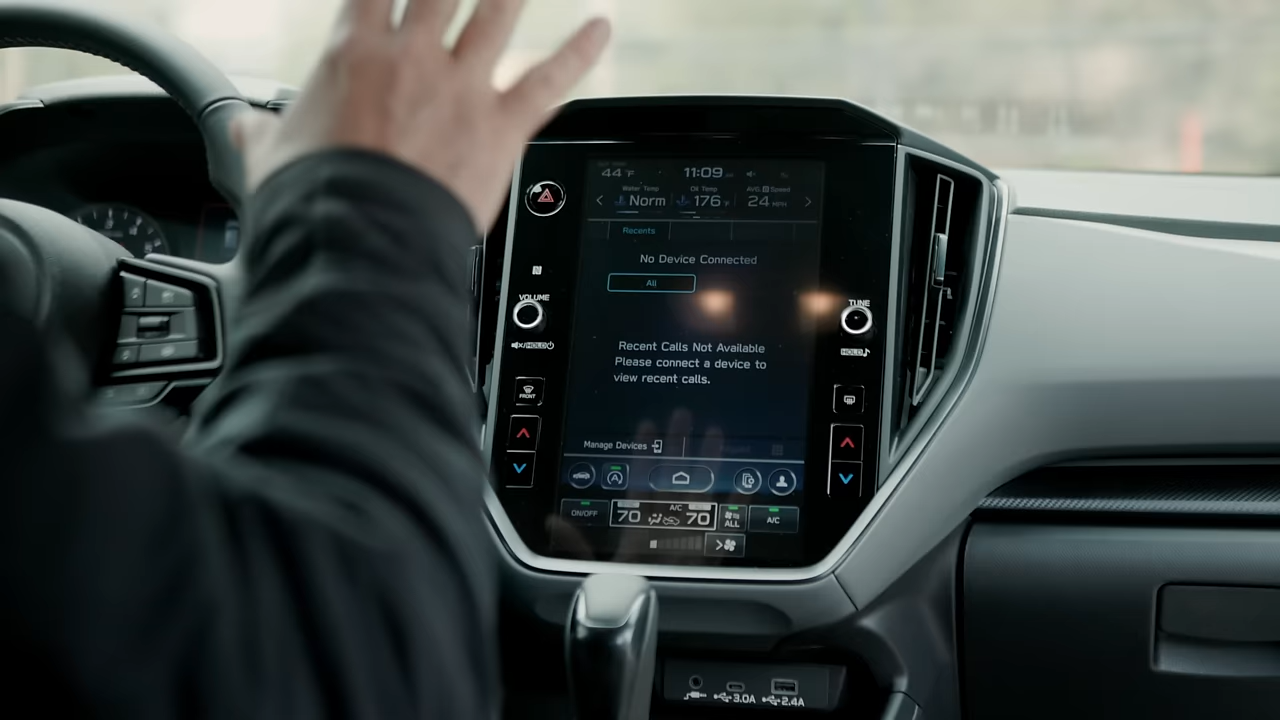 44°F 11:09
Water Temp Oil Temp AVG. B Speed
Norm 176°F 24 MPH
Recents
No Device Connected
All
VOLUME
TUNE
HOLD
HOLD
Recent Calls Not Available
Please connect a device to
view recent calls.
FRONT
Manage Devices
A
ON/OFF 70 A/C 70 ALL A/C
3.0A 2.4A